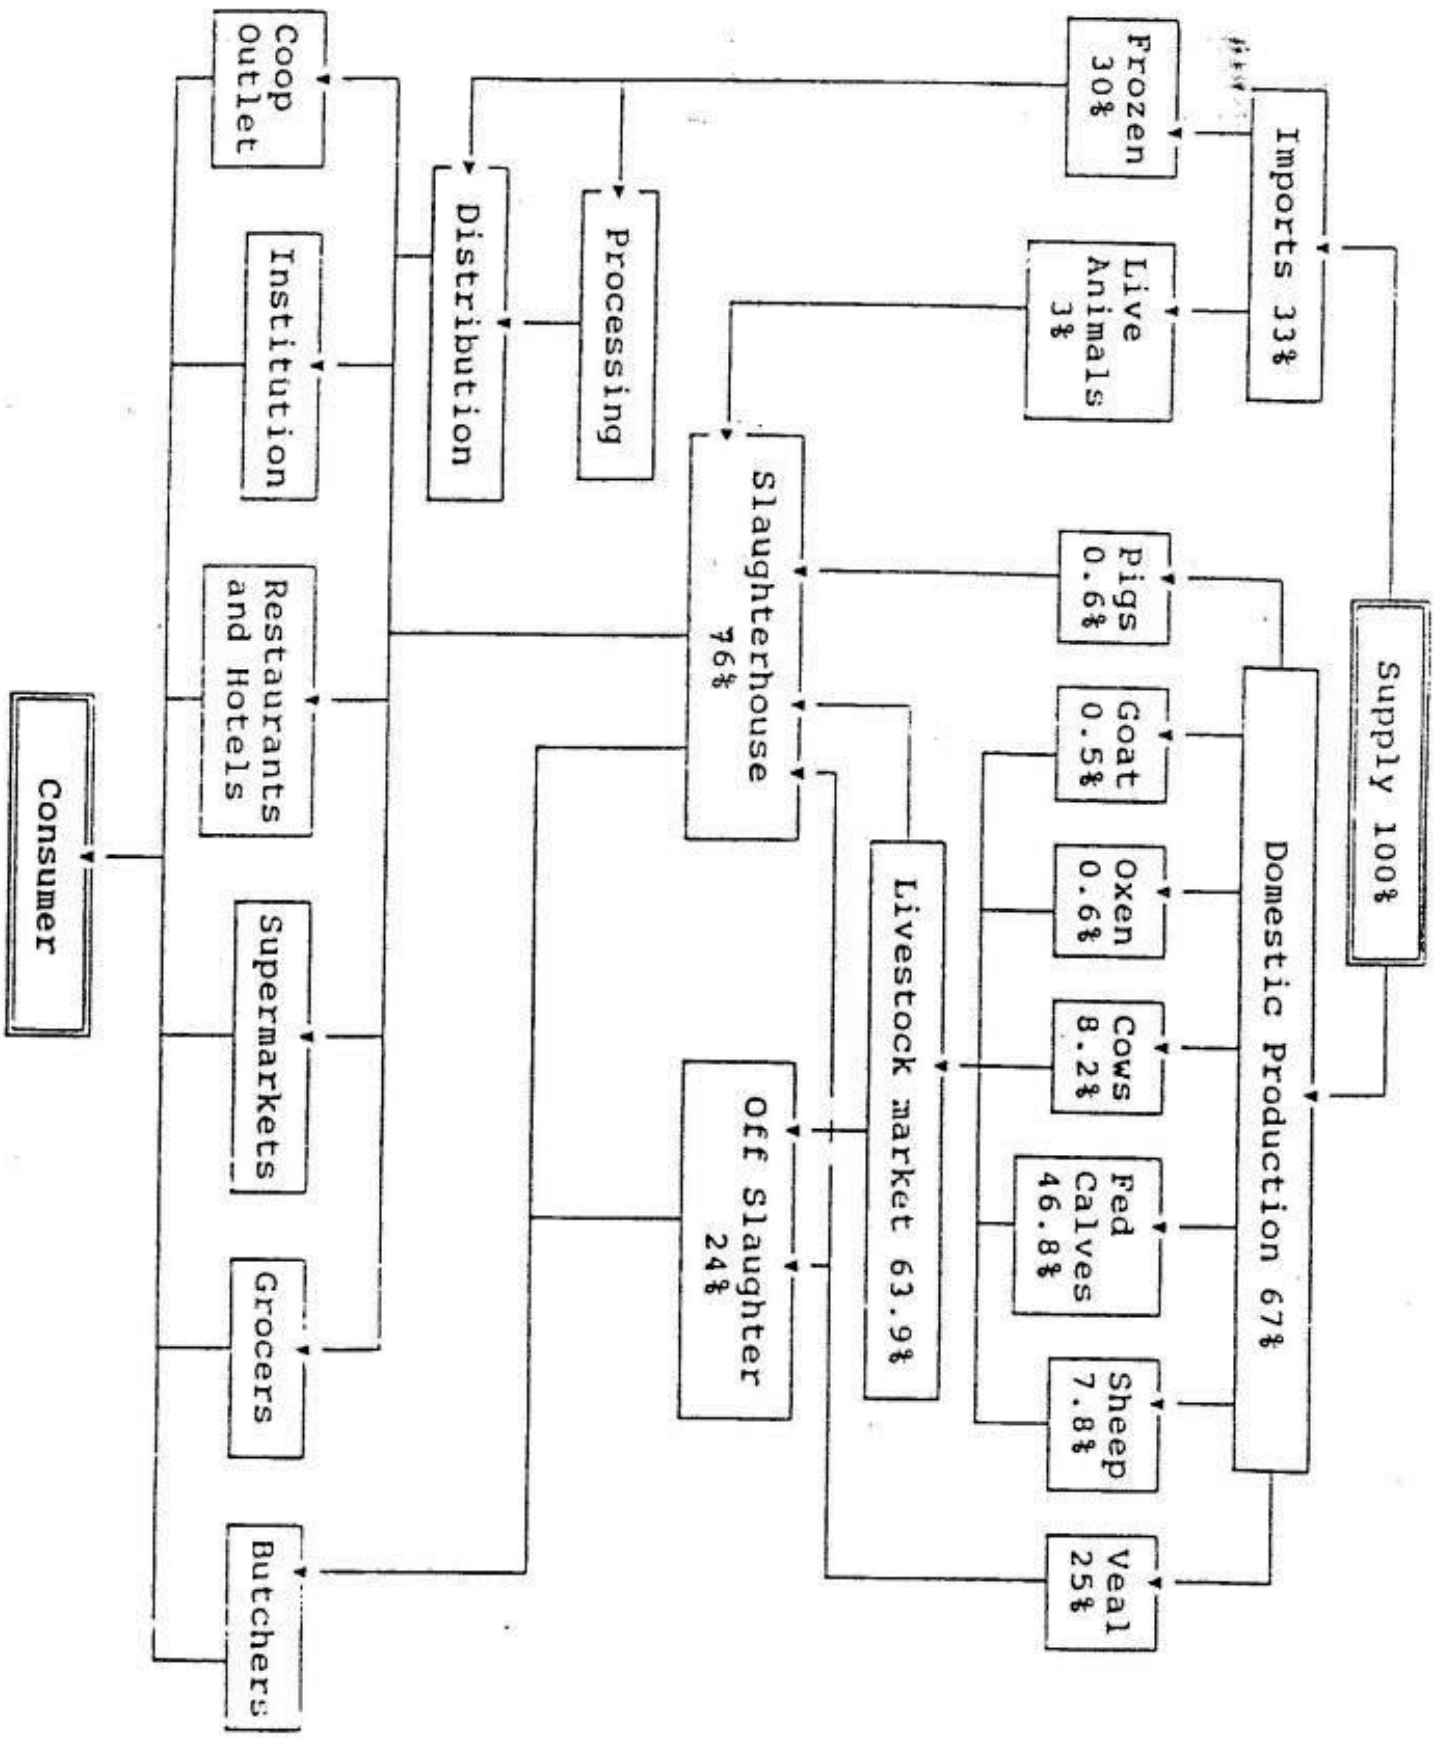 Supply 100%
Imports 33%
Domestic Production 67%
Frozen
30%
Live
Animals
3%
Pigs
0.6%
Goat
0.5%
Oxen
0.6%
Cows
8.2%
Fed
Calves
46.8%
Sheep
7.8%
Veal
25%
Livestock market 63.9%
Slaughterhouse
76%
Off Slaughter
24%
Processing
Distribution
Coop
Outlet
Institution
Restaurants
and Hotels
Supermarkets
Grocers
Butchers
Consumer